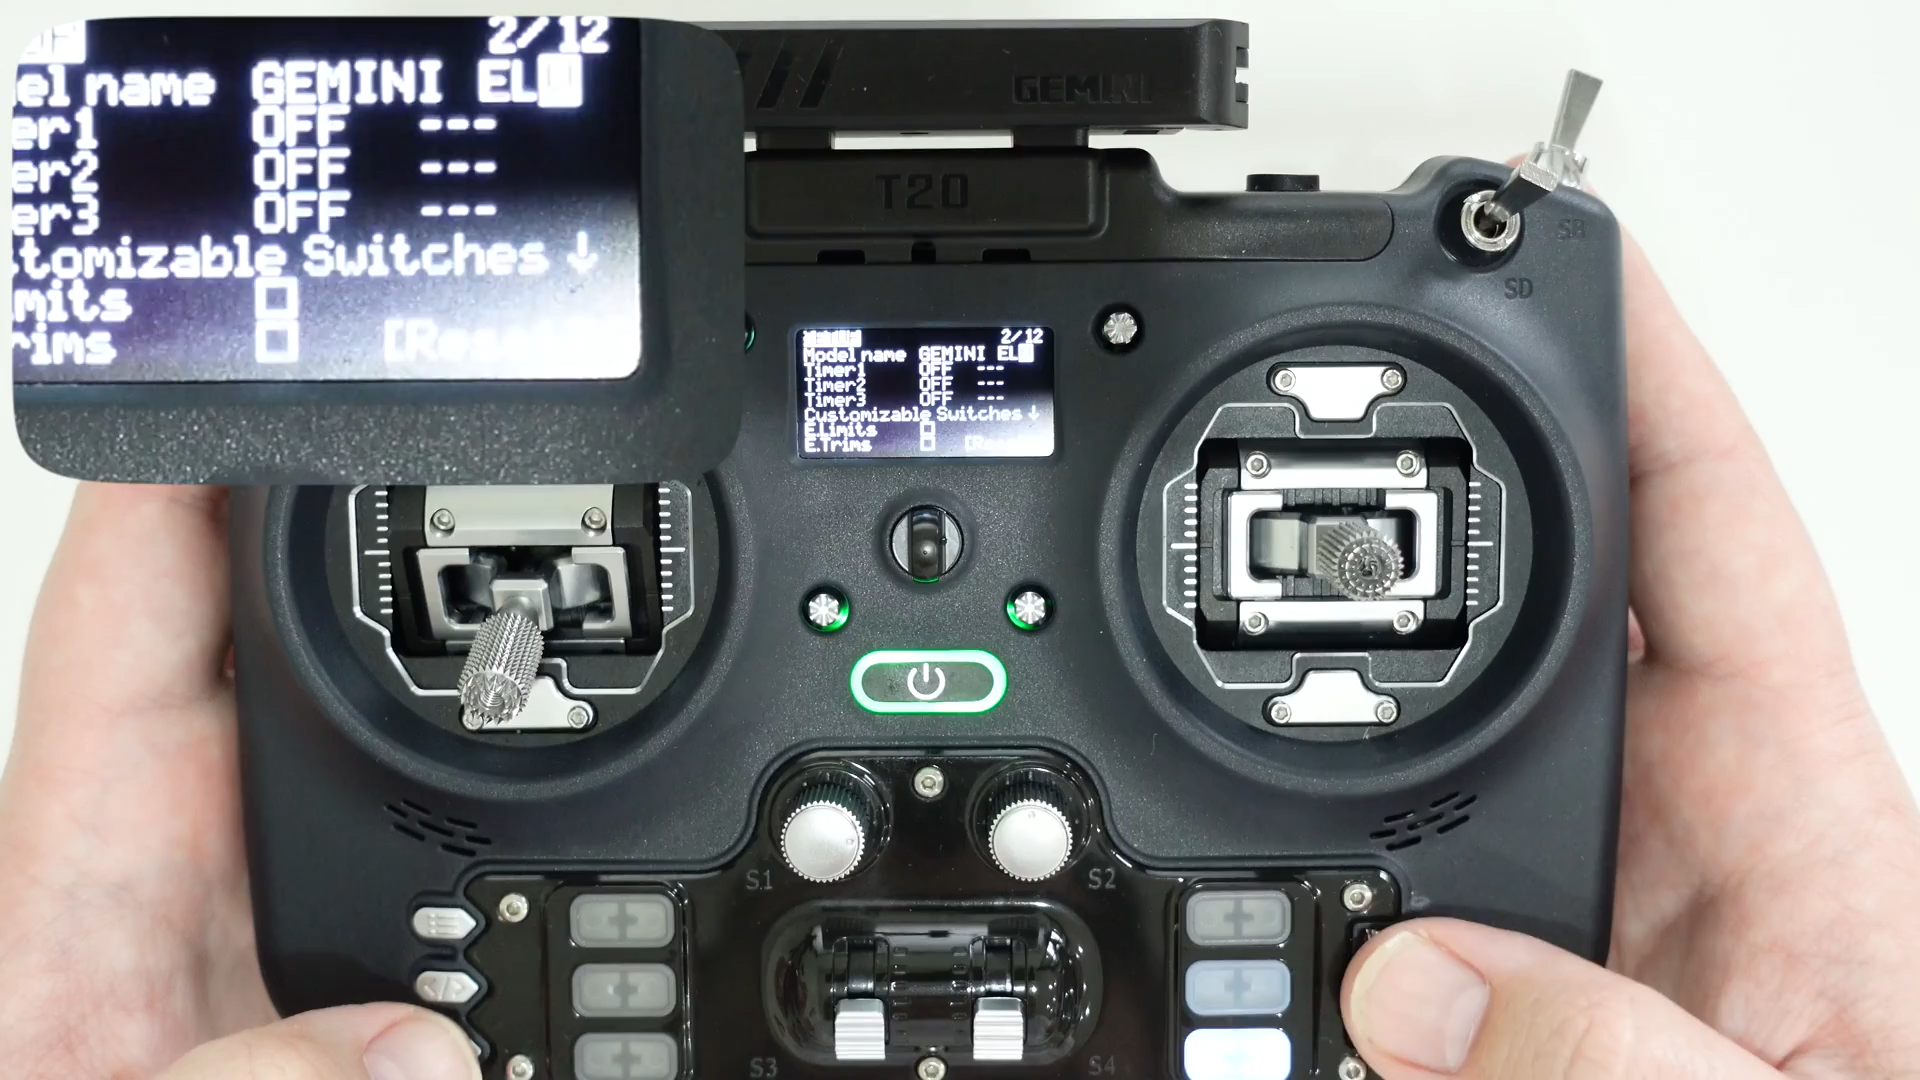 2/12
el name GEMINI EL
er1 OFF ---
er2 OFF ---
er3 OFF ---
tomizable Switches ↓
mits
rims [Res
GEMINI
T20
SB
SD
2/12
Model name GEMINI EL
Timer1 OFF ---
Timer2 OFF ---
Timer3 OFF ---
Customizable Switches ↓
E.Limits
E.Trims [Re
S1
S2
S3
S4